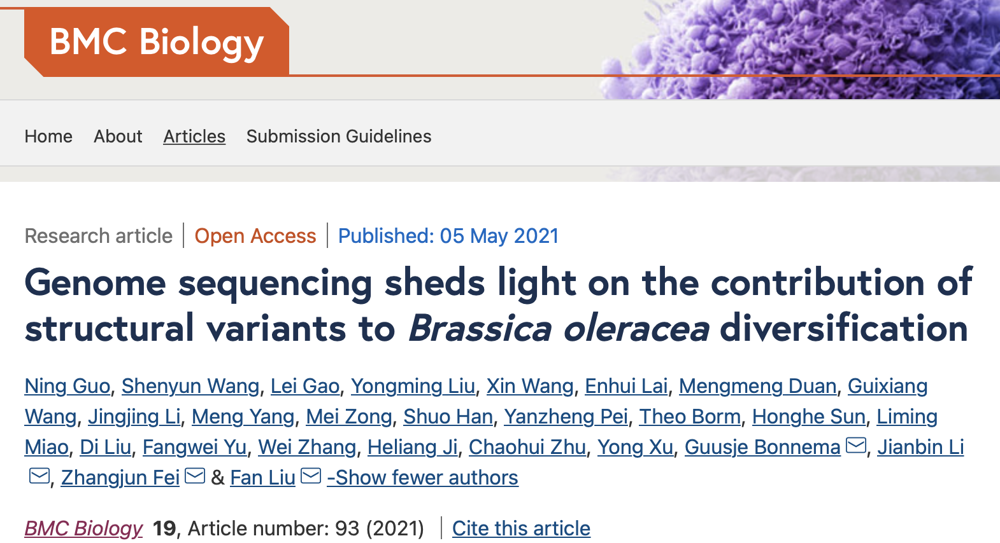 BMC Biology
Home About Articles Submission Guidelines
Research article | Open Access | Published: 05 May 2021
Genome sequencing sheds light on the contribution of
structural variants to Brassica oleracea diversification
Ning Guo, Shenyun Wang, Lei Gao, Yongming Liu, Xin Wang, Enhui Lai, Mengmeng Duan, Guixiang
Wang, Jingjing Li, Meng Yang, Mei Zong, Shuo Han, Yanzheng Pei, Theo Borm, Honghe Sun, Liming
Miao, Di Liu, Fangwei Yu, Wei Zhang, Heliang Ji, Chaohui Zhu, Yong Xu, Guusje Bonnema, Jianbin Li
, Zhangjun Fei & Fan Liu -Show fewer authors
BMC Biology 19, Article number: 93 (2021) | Cite this article